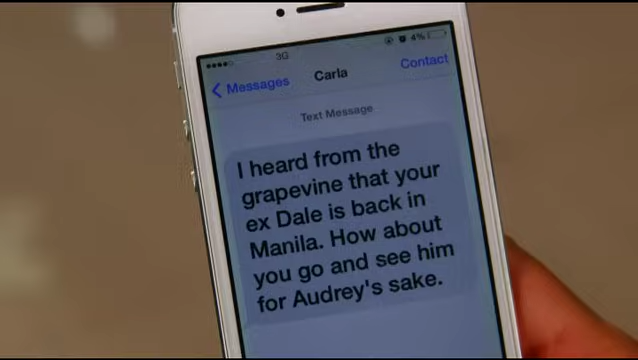 3G
4%
Messages
Carla
Contact
Text Message
I heard from the
grapevine that your
ex Dale is back in
Manila. How about
you go and see him
for Audrey's sake.